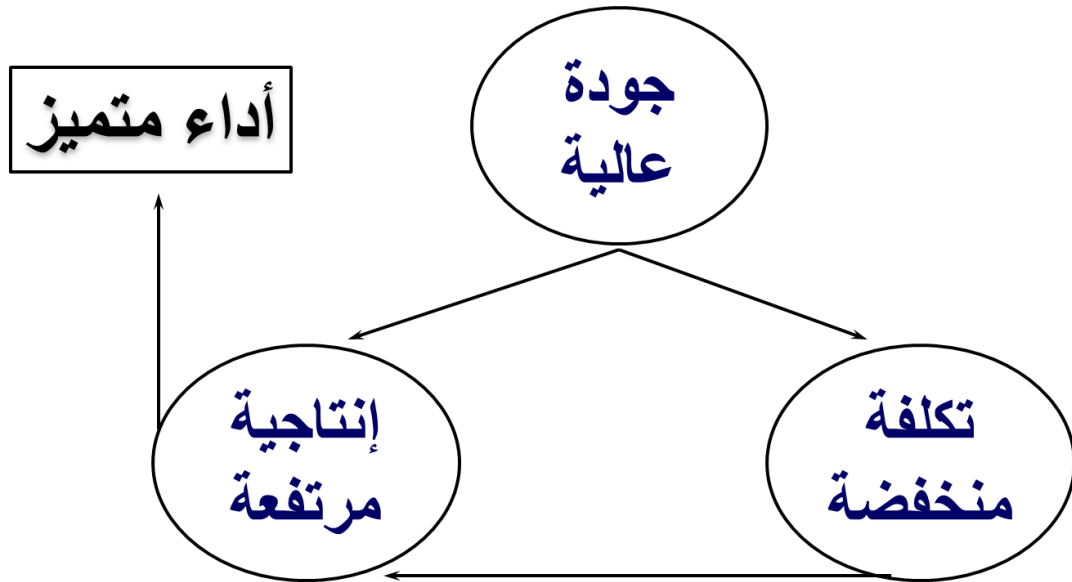 جودة
عالية
أداء متميز
تكلفة
منخفضة
إنتاجية
مرتفعة